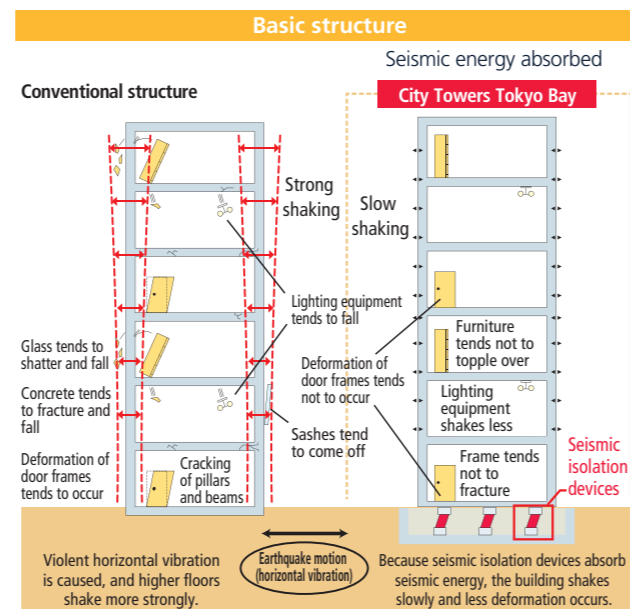 Basic structure
Seismic energy absorbed
Conventional structure
City Towers Tokyo Bay
Strong
shaking
Slow
shaking
Lighting equipment
tends to fall
Glass tends to
shatter and fall
Concrete tends
to fracture and
fall
Deformation of
door frames
tends to occur
Cracking
of pillars
and beams
Sashes tend
to come off
Deformation of
door frames tends
not to occur
Furniture
tends not to
topple over
Lighting
equipment
shakes less
Frame tends
not to
fracture
Seismic
isolation
devices
Violent horizontal vibration
is caused, and higher floors
shake more strongly.
Earthquake motion
(horizontal vibration)
Because seismic isolation devices absorb
seismic energy, the building shakes
slowly and less deformation occurs.